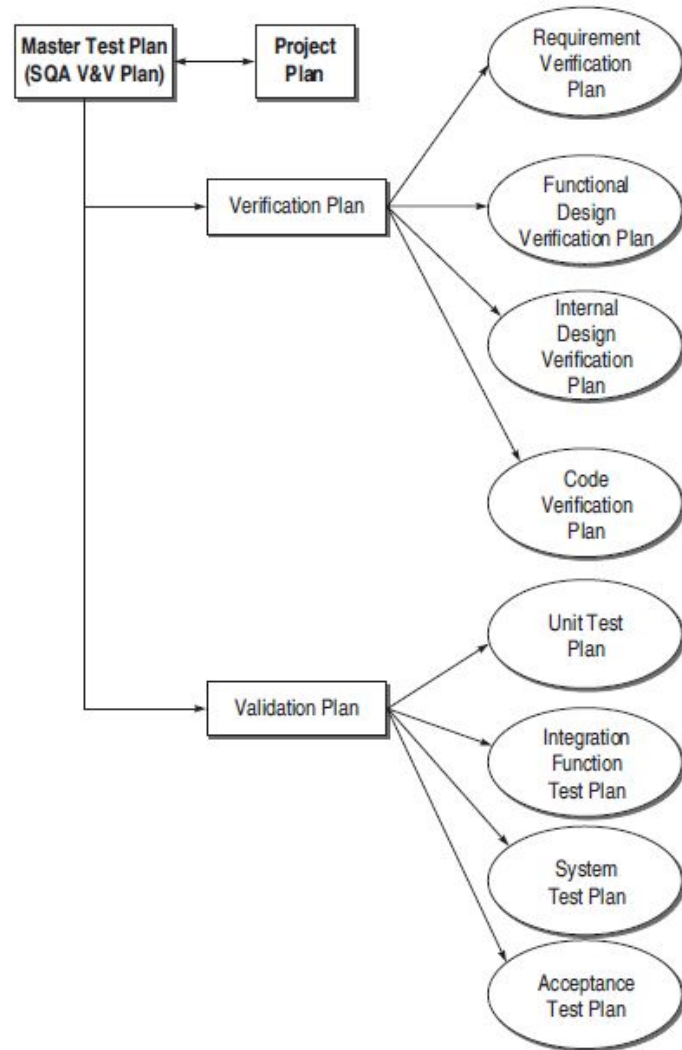 Master Test Plan
(SQA V&V Plan)
Project
Plan
Requirement
Verification
Plan
Verification Plan
Functional
Design
Verification Plan
Internal
Design
Verification
Plan
Code
Verification
Plan
Unit Test
Plan
Validation Plan
Integration
Function
Test Plan
System
Test Plan
Acceptance
Test Plan